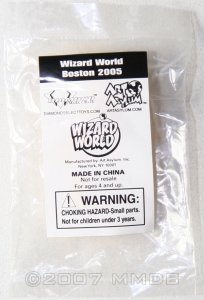 Wizard World
Boston 2005
DIAMONDSELECTTOYS.COM
ART ASYLUM
ARTASYLUM.COM
WIZARD
WORLD
Manufactured by: Art Asylum, Inc.
New York, NY 10001
MADE IN CHINA
Not for resale
For ages 4 and up.
WARNING:
CHOKING HAZARD-Small parts.
Not for children under 3 years.
©2007 MMDB